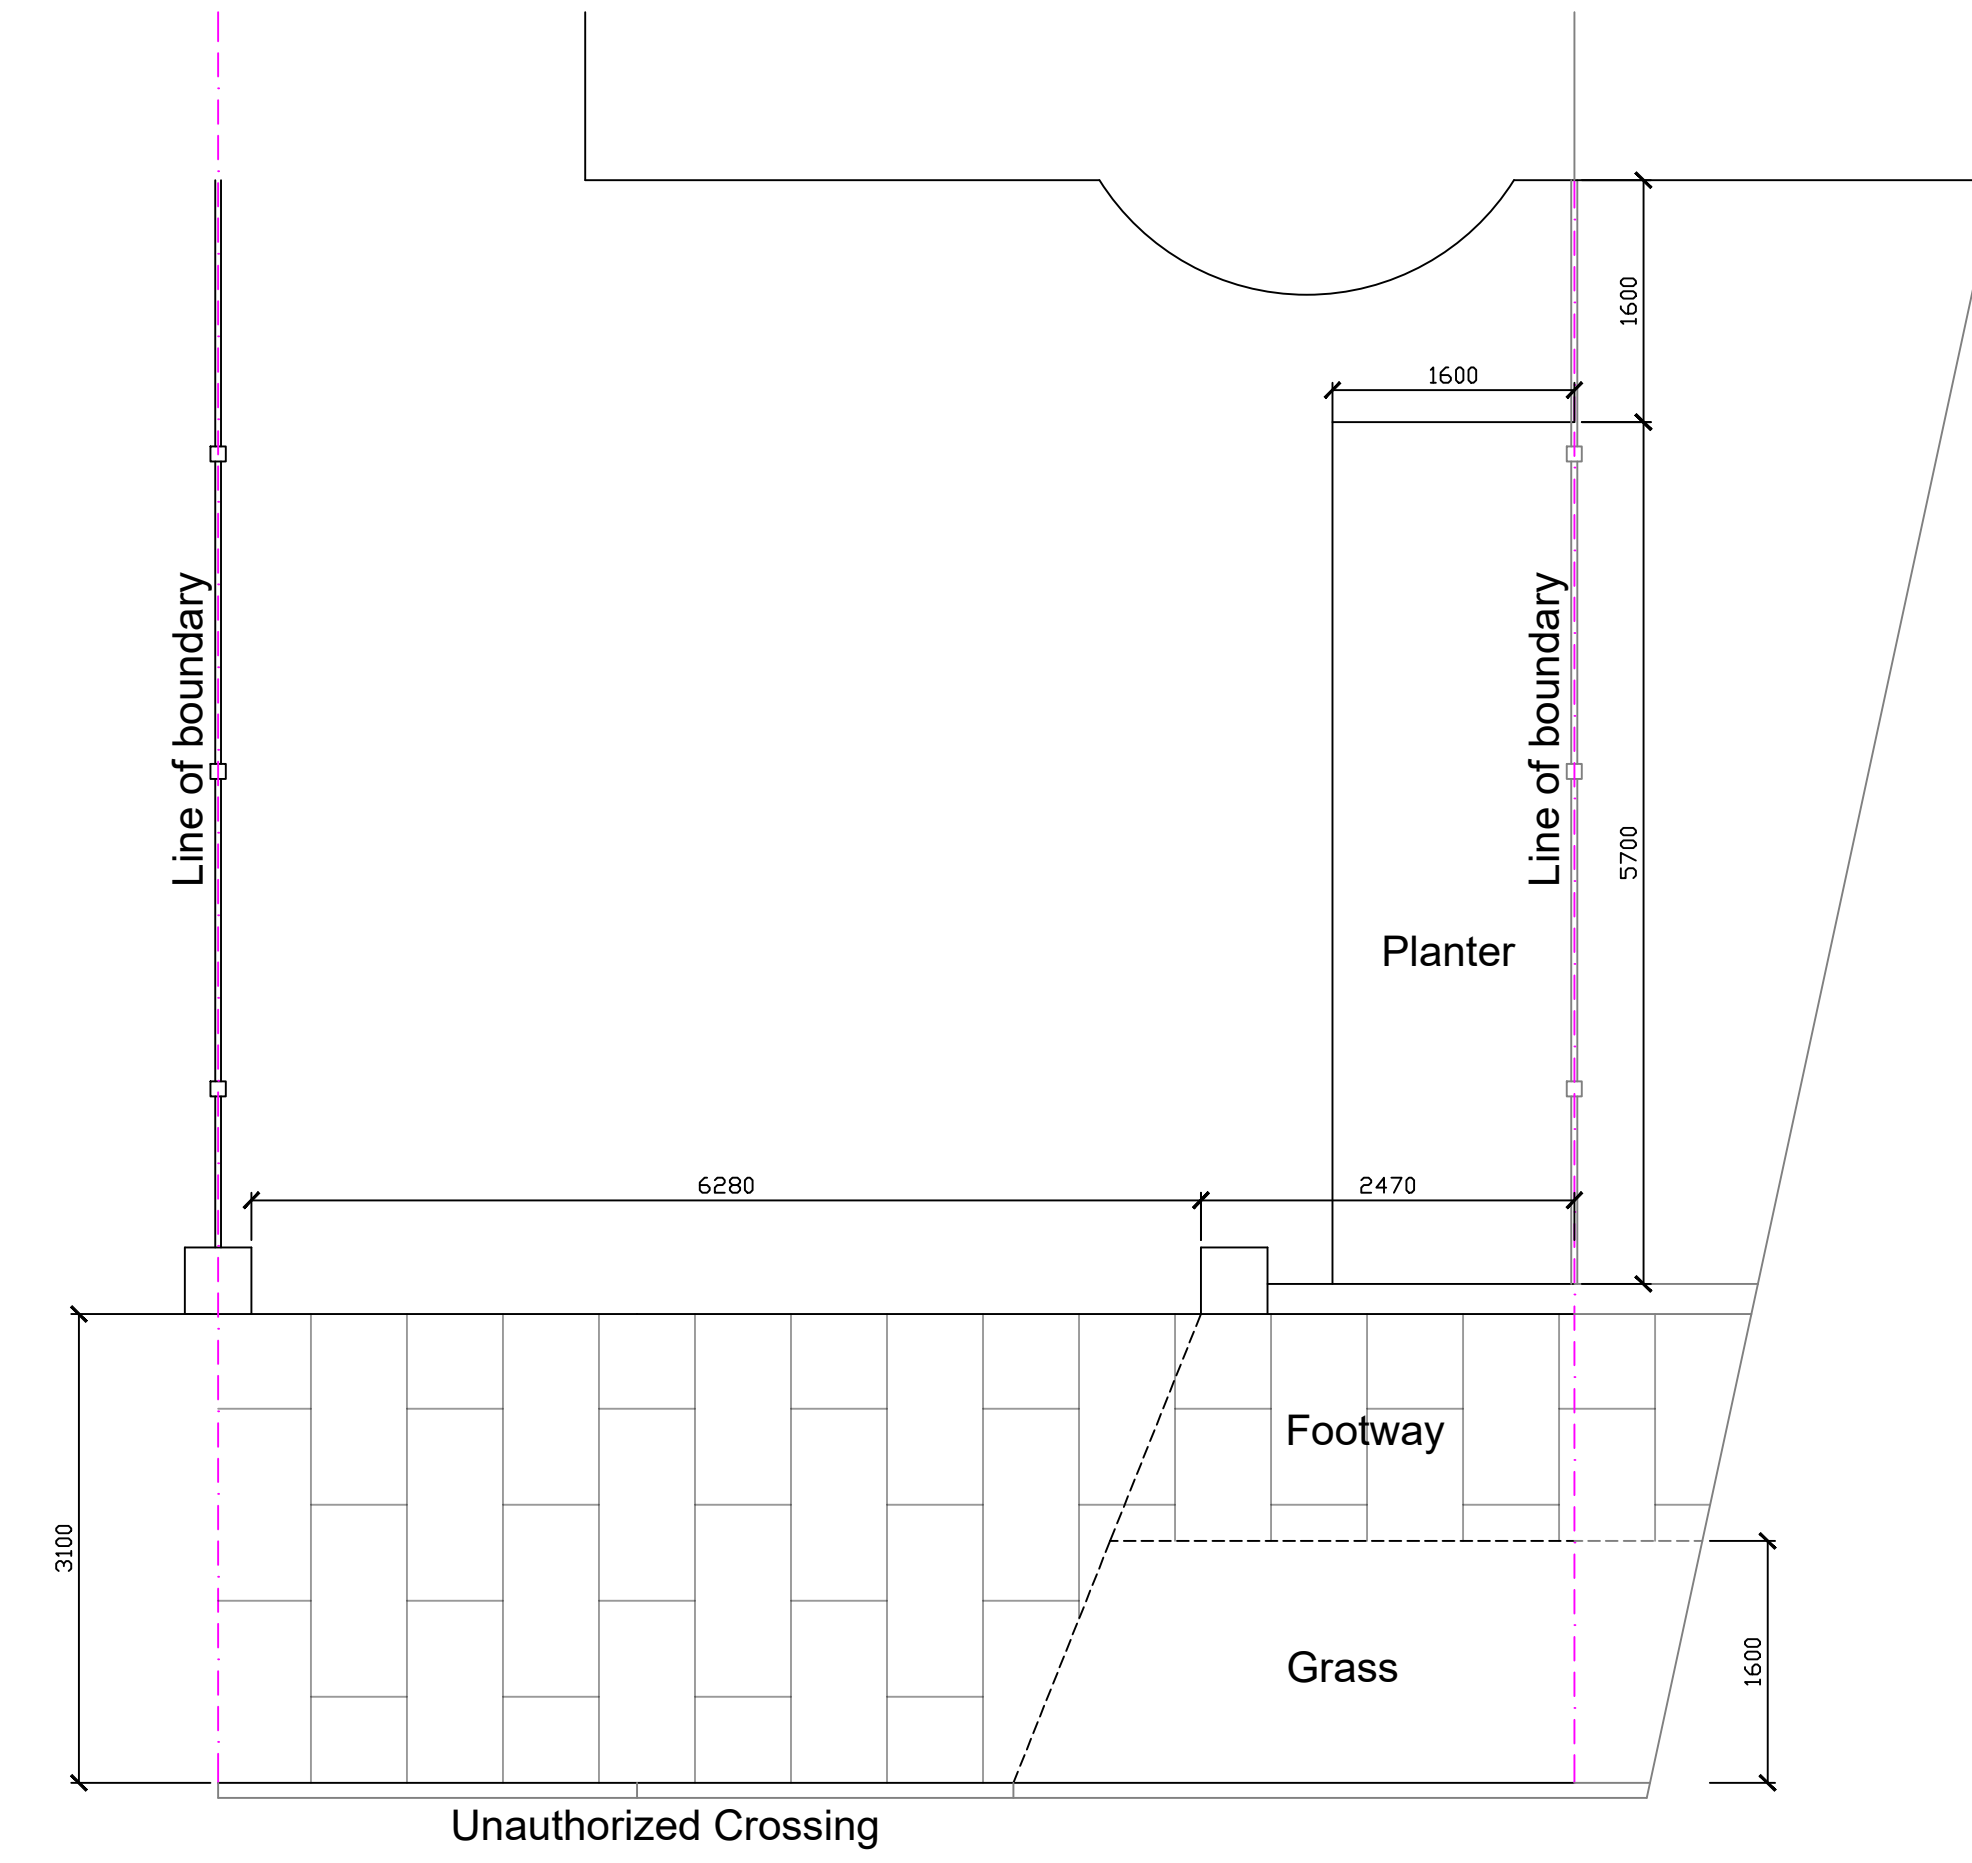 1600
1600
Line of boundary
Line of boundary
5700
Planter
6280
2470
Footway
3100
Grass
1600
Unauthorized Crossing